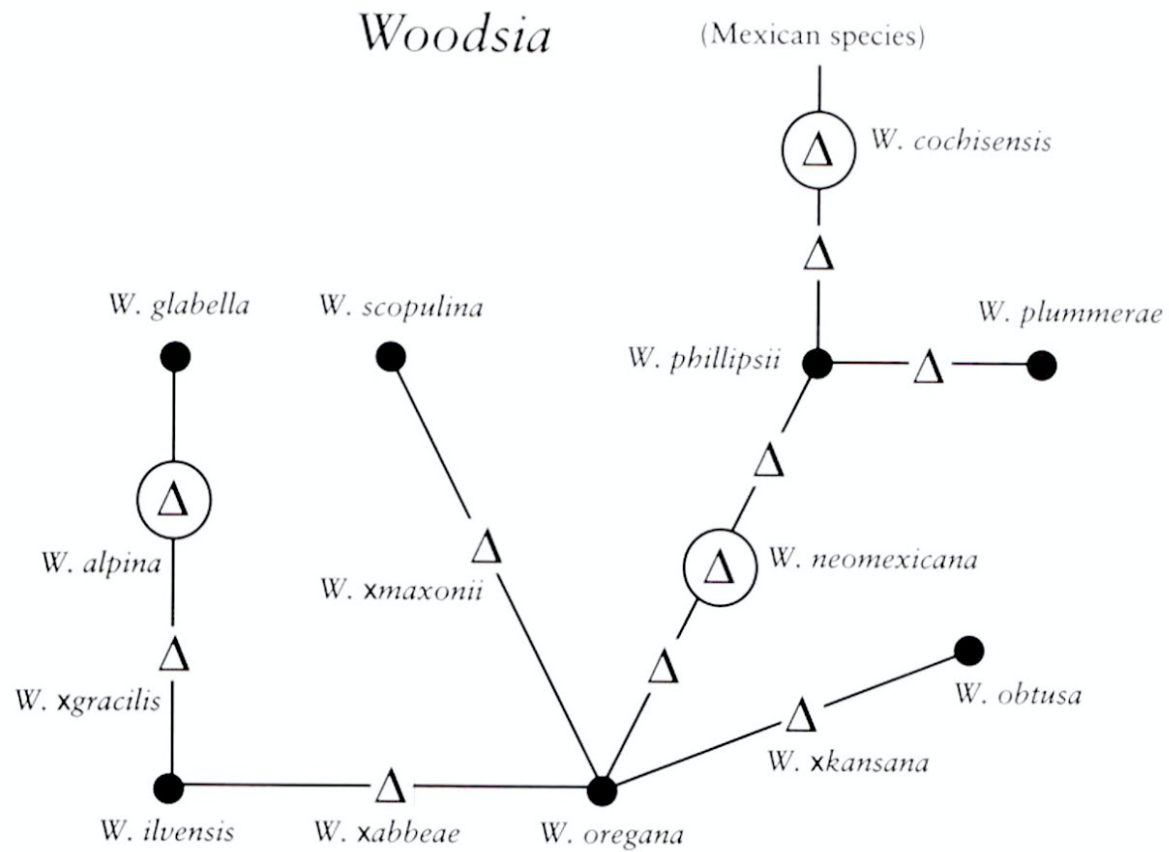 Woodsia
(Mexican species)
W. cochisensis
W. glabella
W. scopulina
W. plummerae
W. phillipsii
W. alpina
W. xmaxonii
W. neomexicana
W. xgracilis
W. obtusa
W. xkansana
W. ilvensis
W. xabbeae
W. oregana